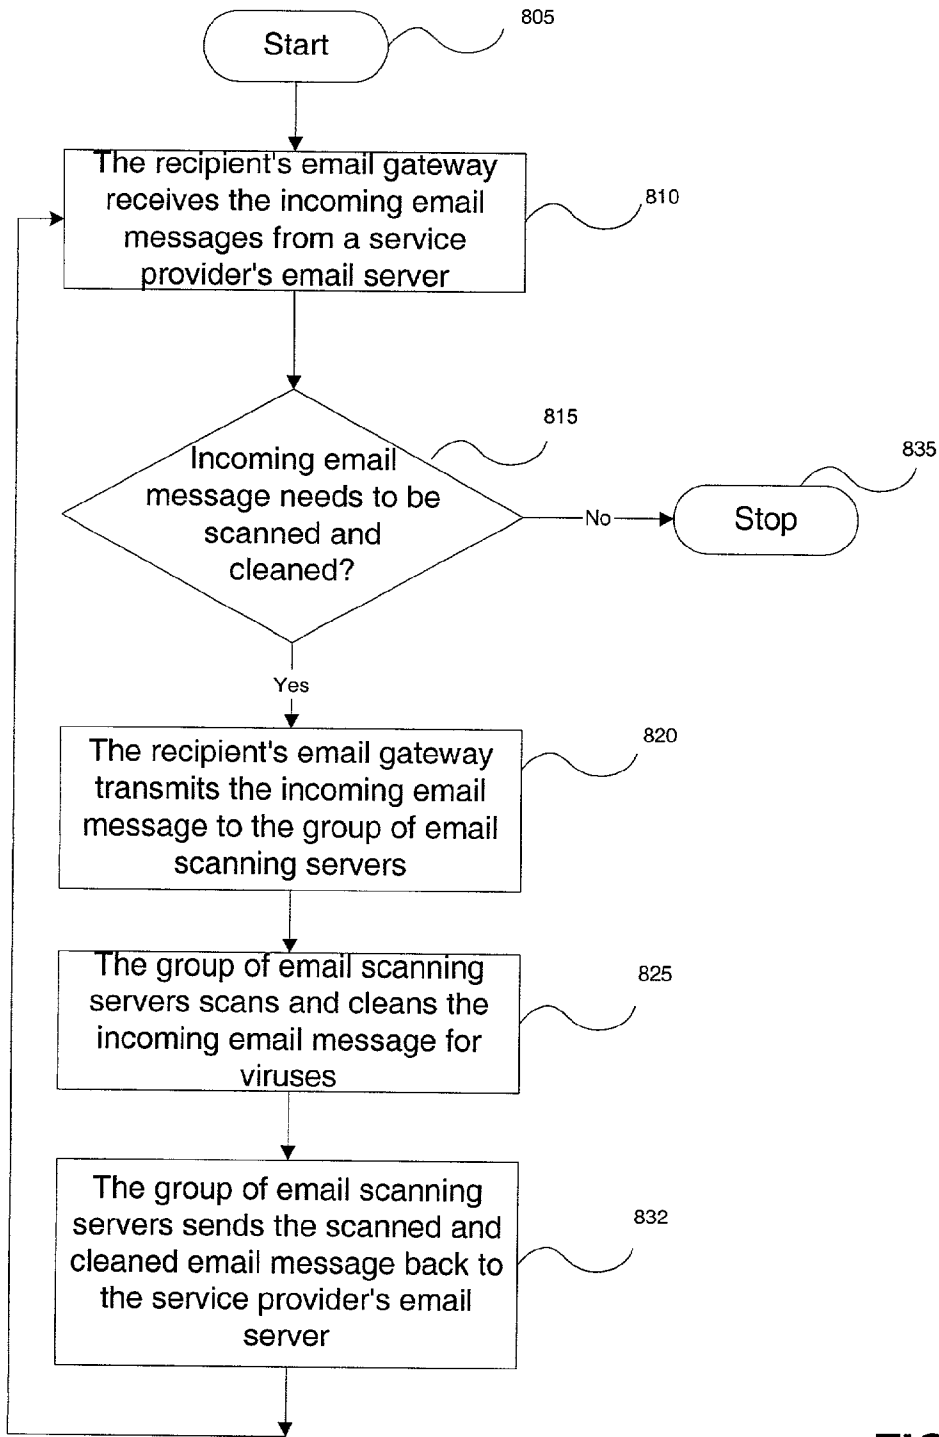 Start
805
The recipient's email gateway
receives the incoming email
messages from a service
provider's email server
810
Incoming email
message needs to be
scanned and
cleaned?
815
No
Stop
835
Yes
The recipient's email gateway
transmits the incoming email
message to the group of email
scanning servers
820
The group of email scanning
servers scans and cleans the
incoming email message for
viruses
825
The group of email scanning
servers sends the scanned and
cleaned email message back to
the service provider's email
server
832